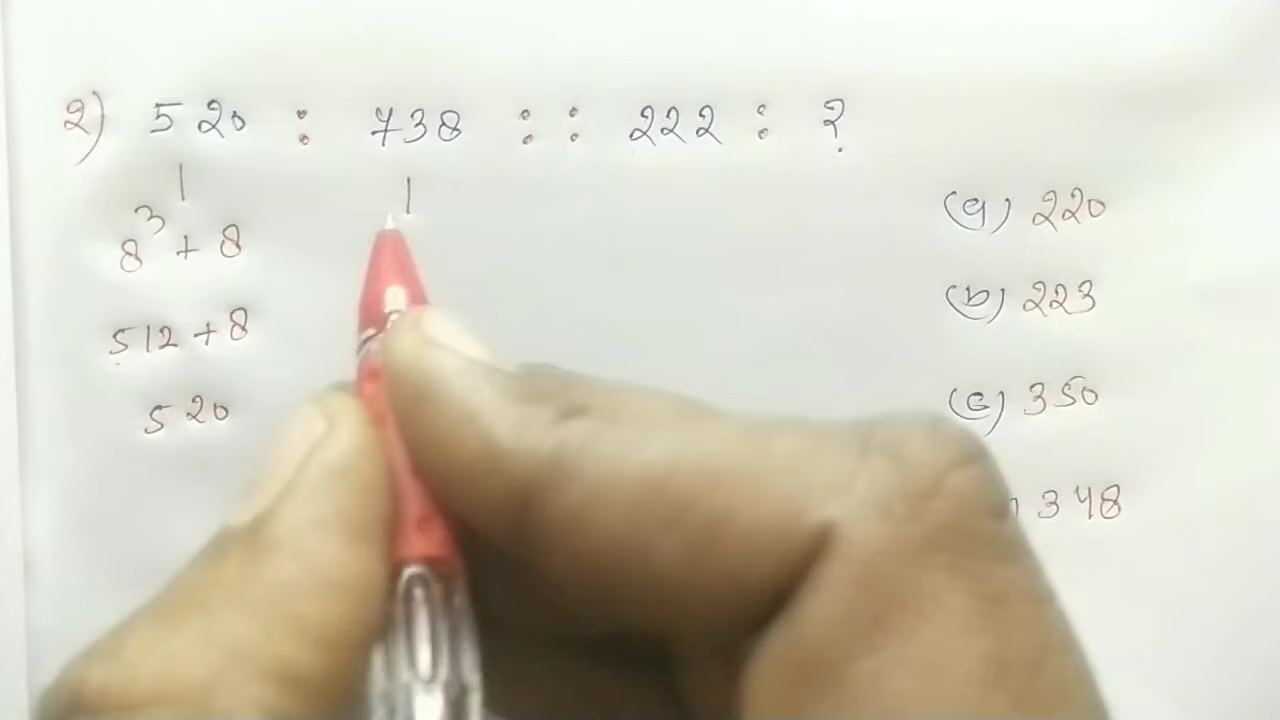 2) 520 : 738 :: 222 : ?
8³ + 8
512 + 8
520
(a) 220
(b) 223
(c) 350
) 348